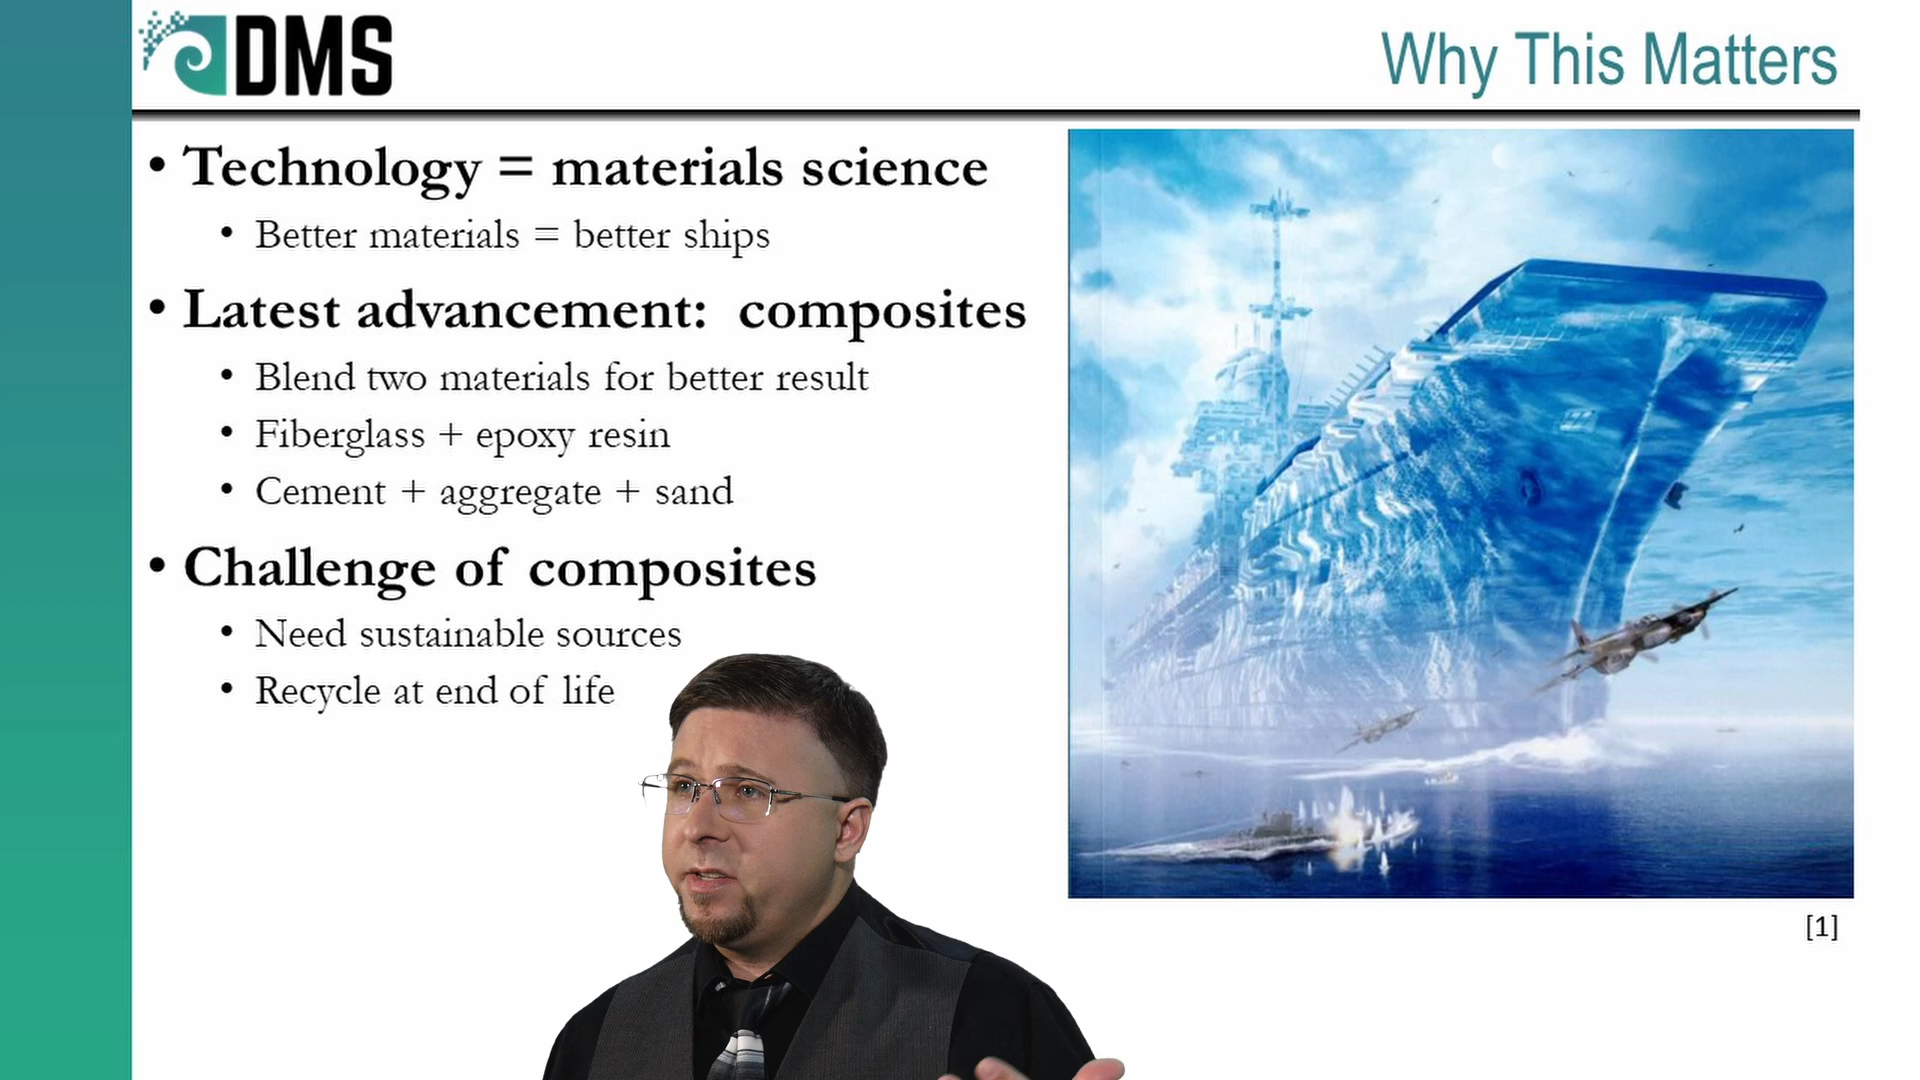 DMS
Why This Matters
• Technology = materials science
• Better materials = better ships
• Latest advancement:  composites
• Blend two materials for better result
• Fiberglass + epoxy resin
• Cement + aggregate + sand
• Challenge of composites
• Need sustainable sources
• Recycle at end of life
[1]